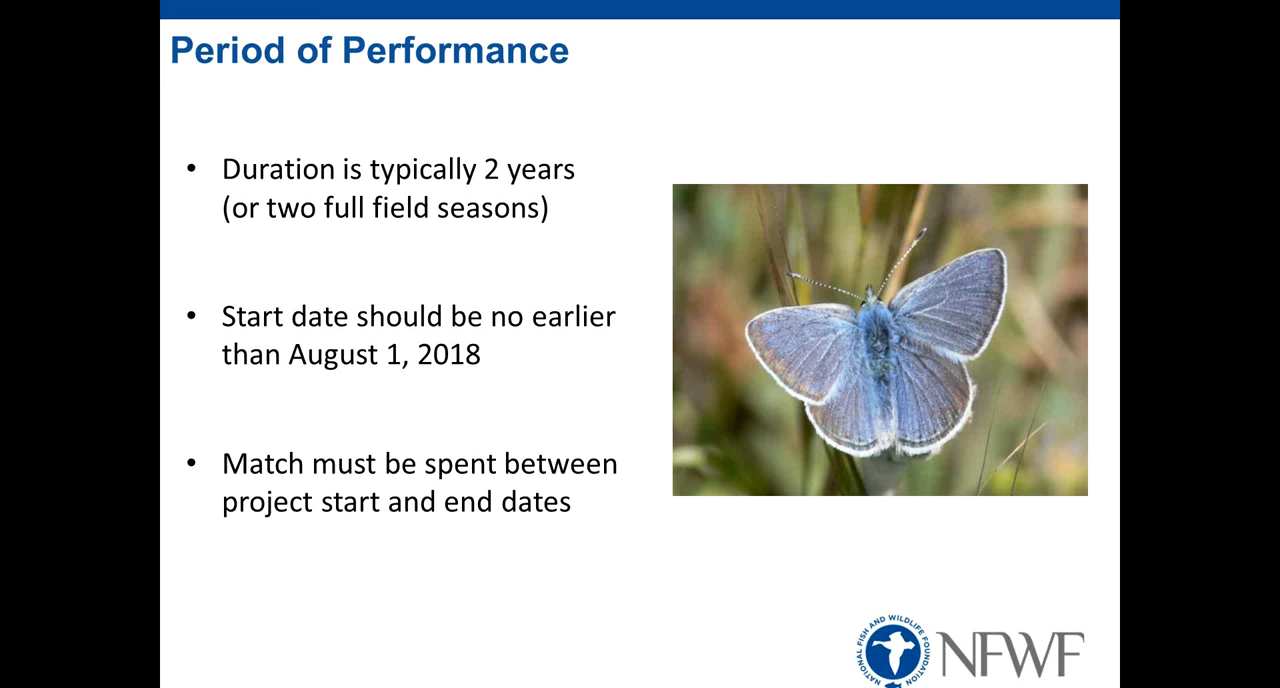 Period of Performance
• Duration is typically 2 years
(or two full field seasons)
• Start date should be no earlier
than August 1, 2018
• Match must be spent between
project start and end dates
NATIONAL FISH AND WILDLIFE FOUNDATION
NFWF